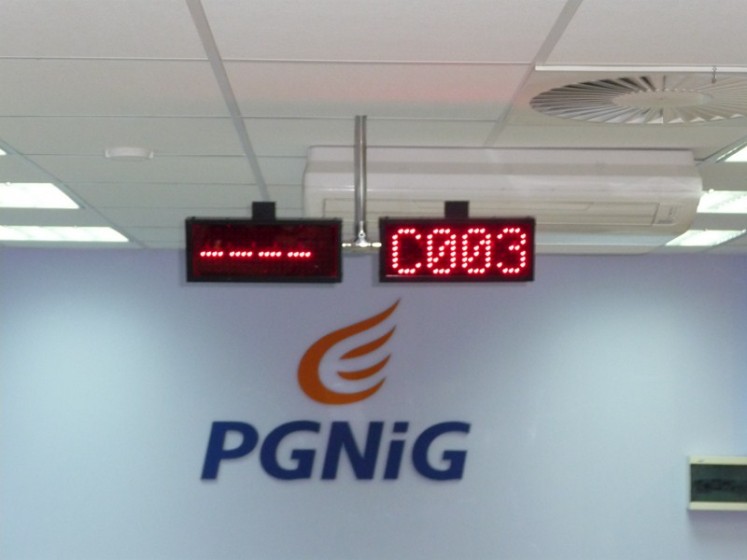 ----
C003
PGNiG